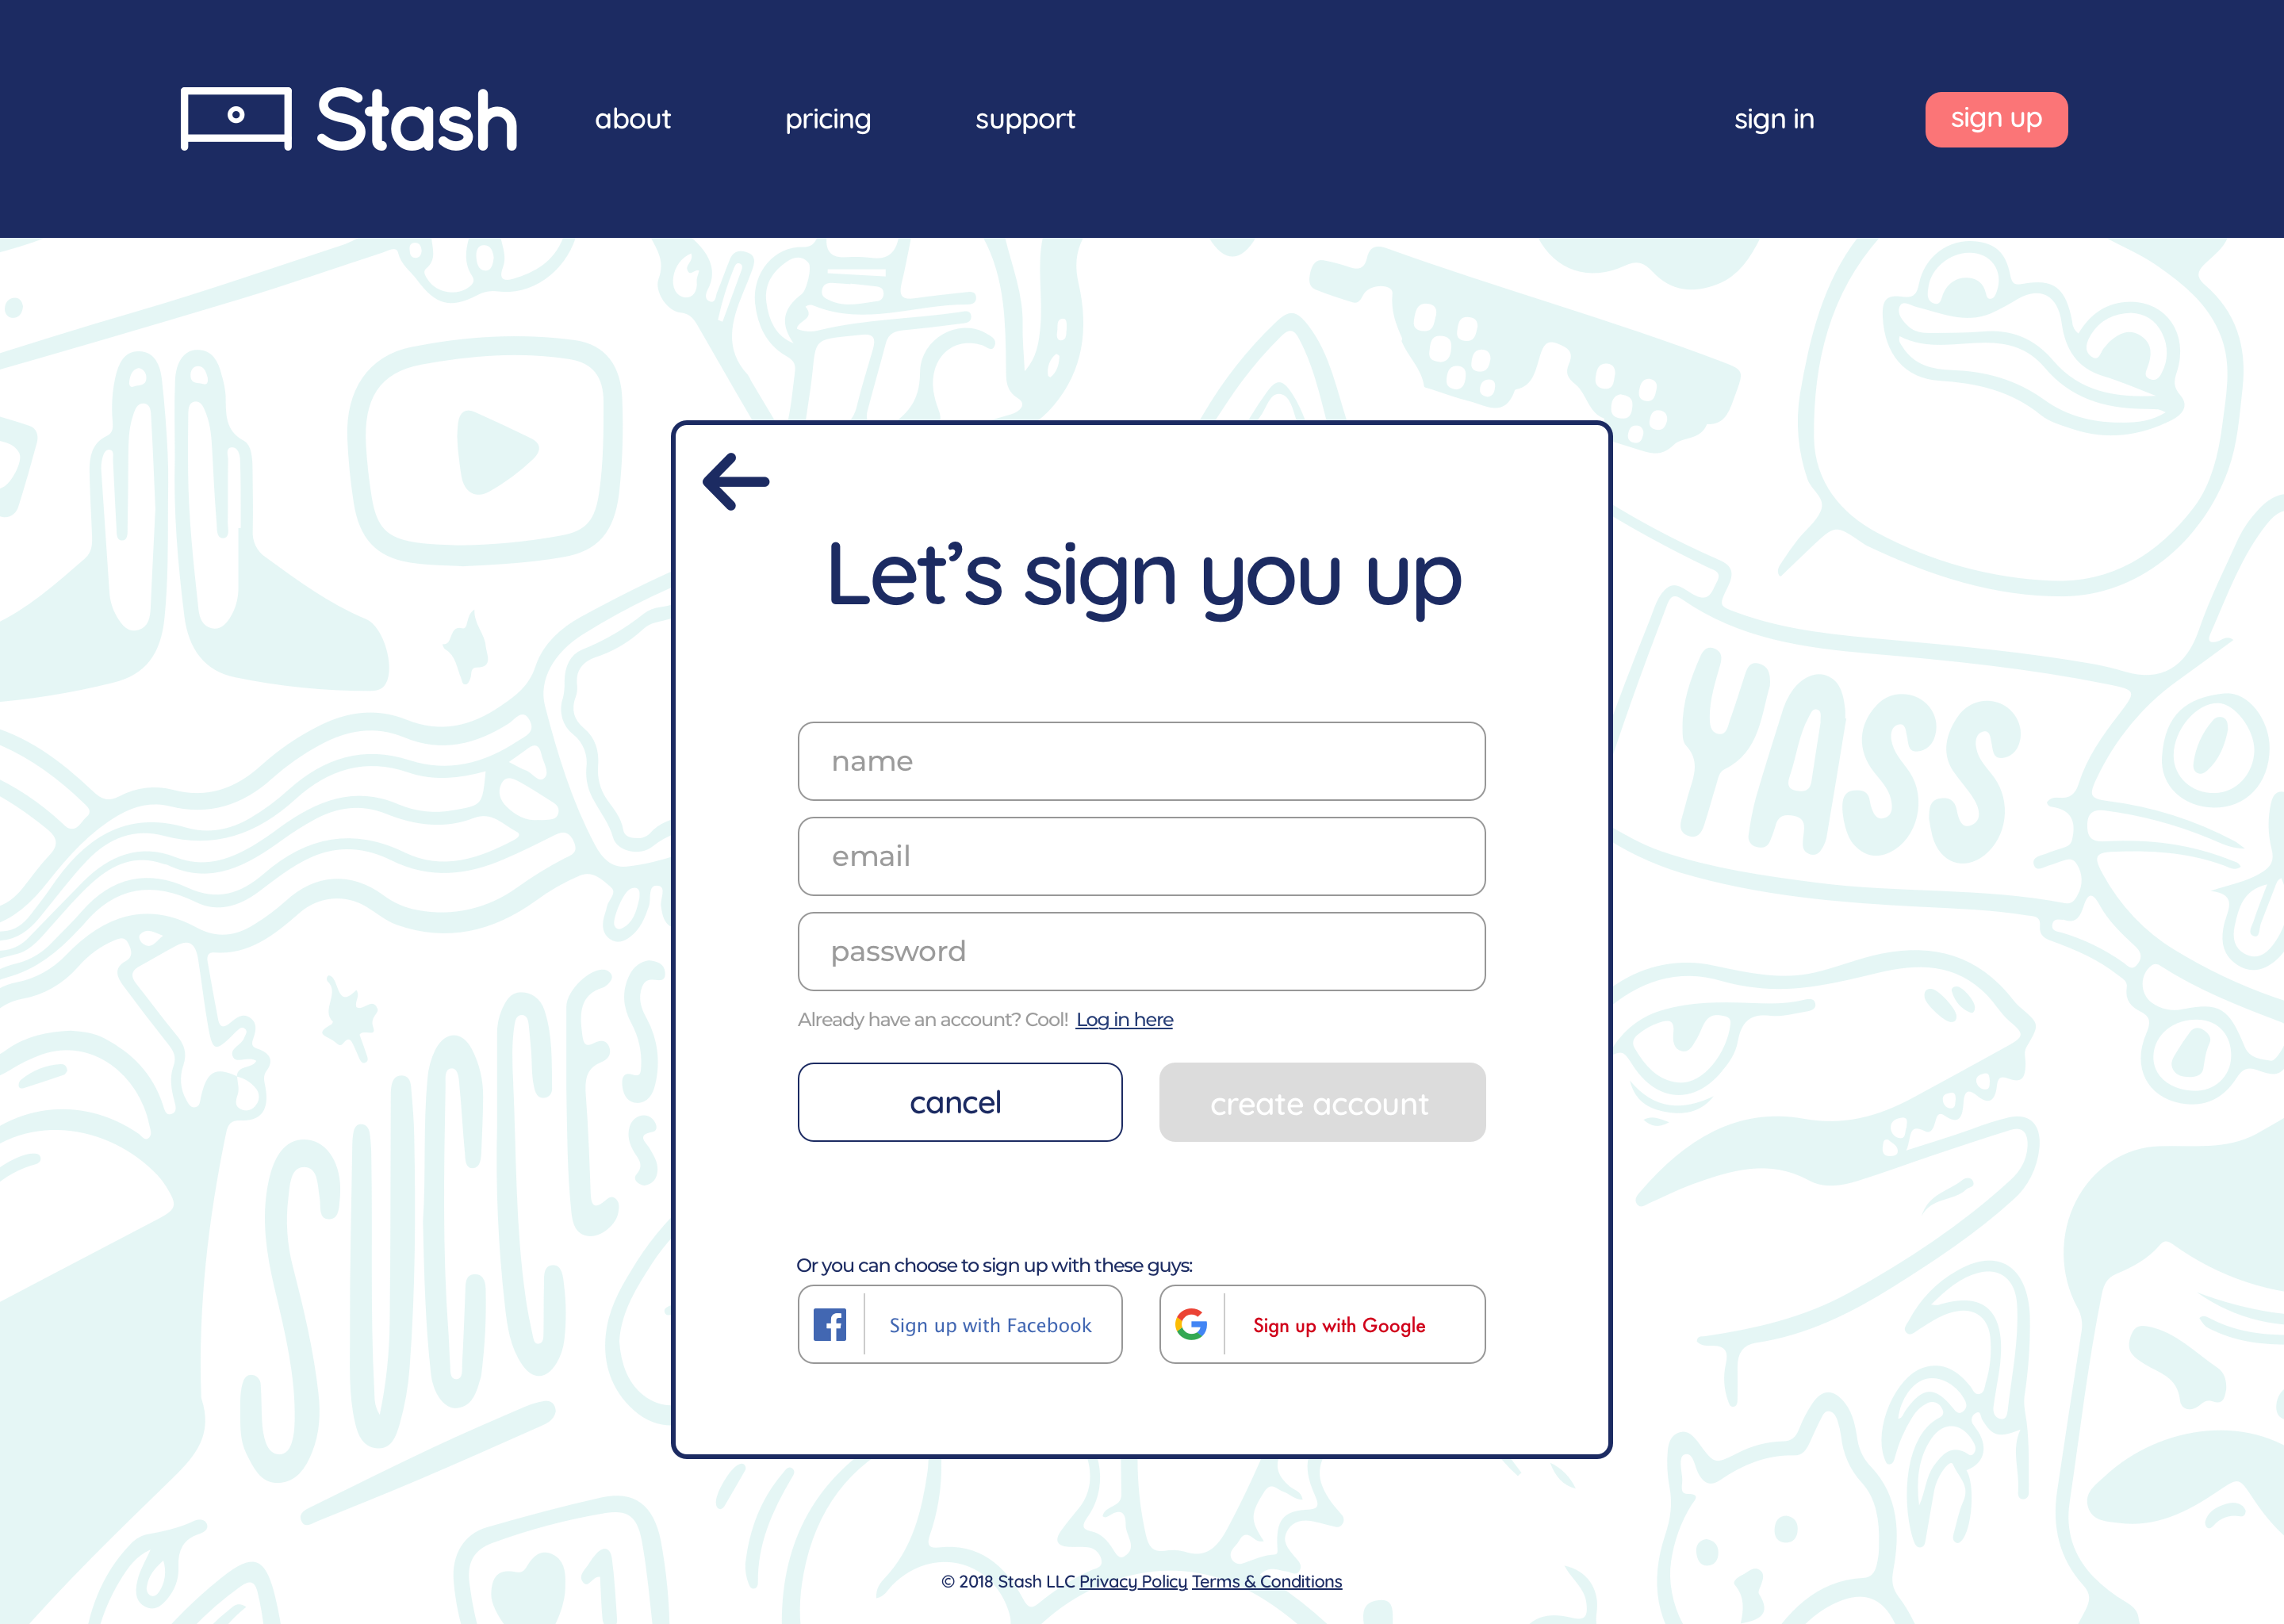 Stash about pricing support sign in sign up
Let’s sign you up
name
email
password
Already have an account? Cool! Log in here
cancel create account
Or you can choose to sign up with these guys:
Sign up with Facebook Sign up with Google
YASS
SUCCESS
1
© 2018 Stash LLC Privacy Policy Terms & Conditions